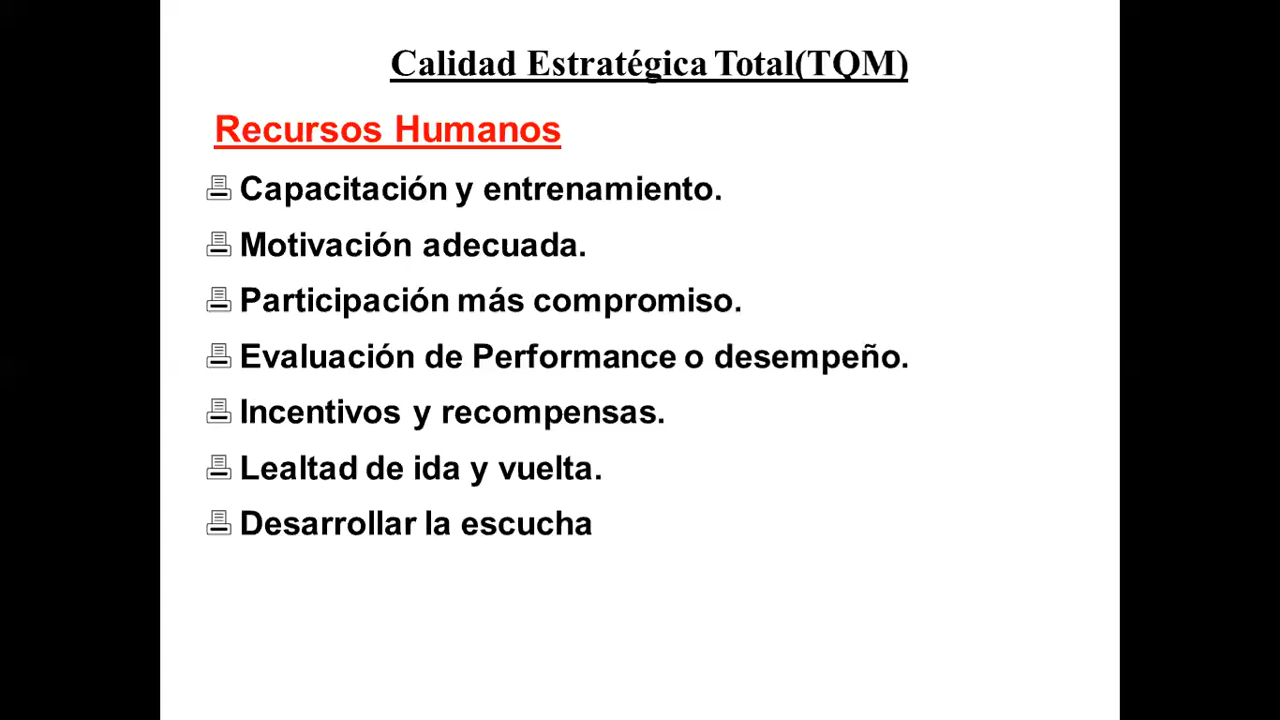 Calidad Estratégica Total(TQM)
Recursos Humanos
Capacitación y entrenamiento.
Motivación adecuada.
Participación más compromiso.
Evaluación de Performance o desempeño.
Incentivos y recompensas.
Lealtad de ida y vuelta.
Desarrollar la escucha